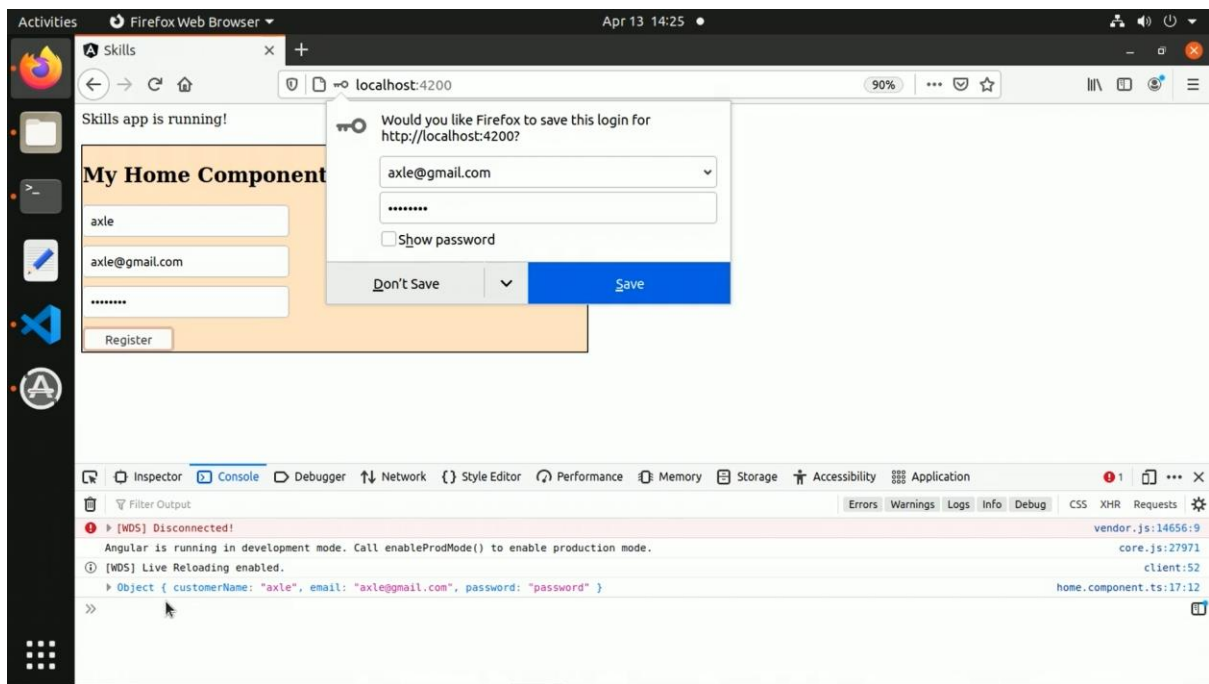 Activities Firefox Web Browser Apr 13 14:25
Skills
localhost:4200 90%
Skills app is running!
Would you like Firefox to save this login for
http://localhost:4200?
axle@gmail.com
••••••••
Show password
Don't Save Save
My Home Component
axle
axle@gmail.com
••••••••
Register
Inspector Console Debugger Network {} Style Editor Performance Memory Storage Accessibility Application 1
Filter Output Errors Warnings Logs Info Debug CSS XHR Requests
[WDS] Disconnected! vendor.js:14656:9
Angular is running in development mode. Call enableProdMode() to enable production mode. core.js:27971
[WDS] Live Reloading enabled. client:52
Object { customerName: "axle", email: "axle@gmail.com", password: "password" } home.component.ts:17:12